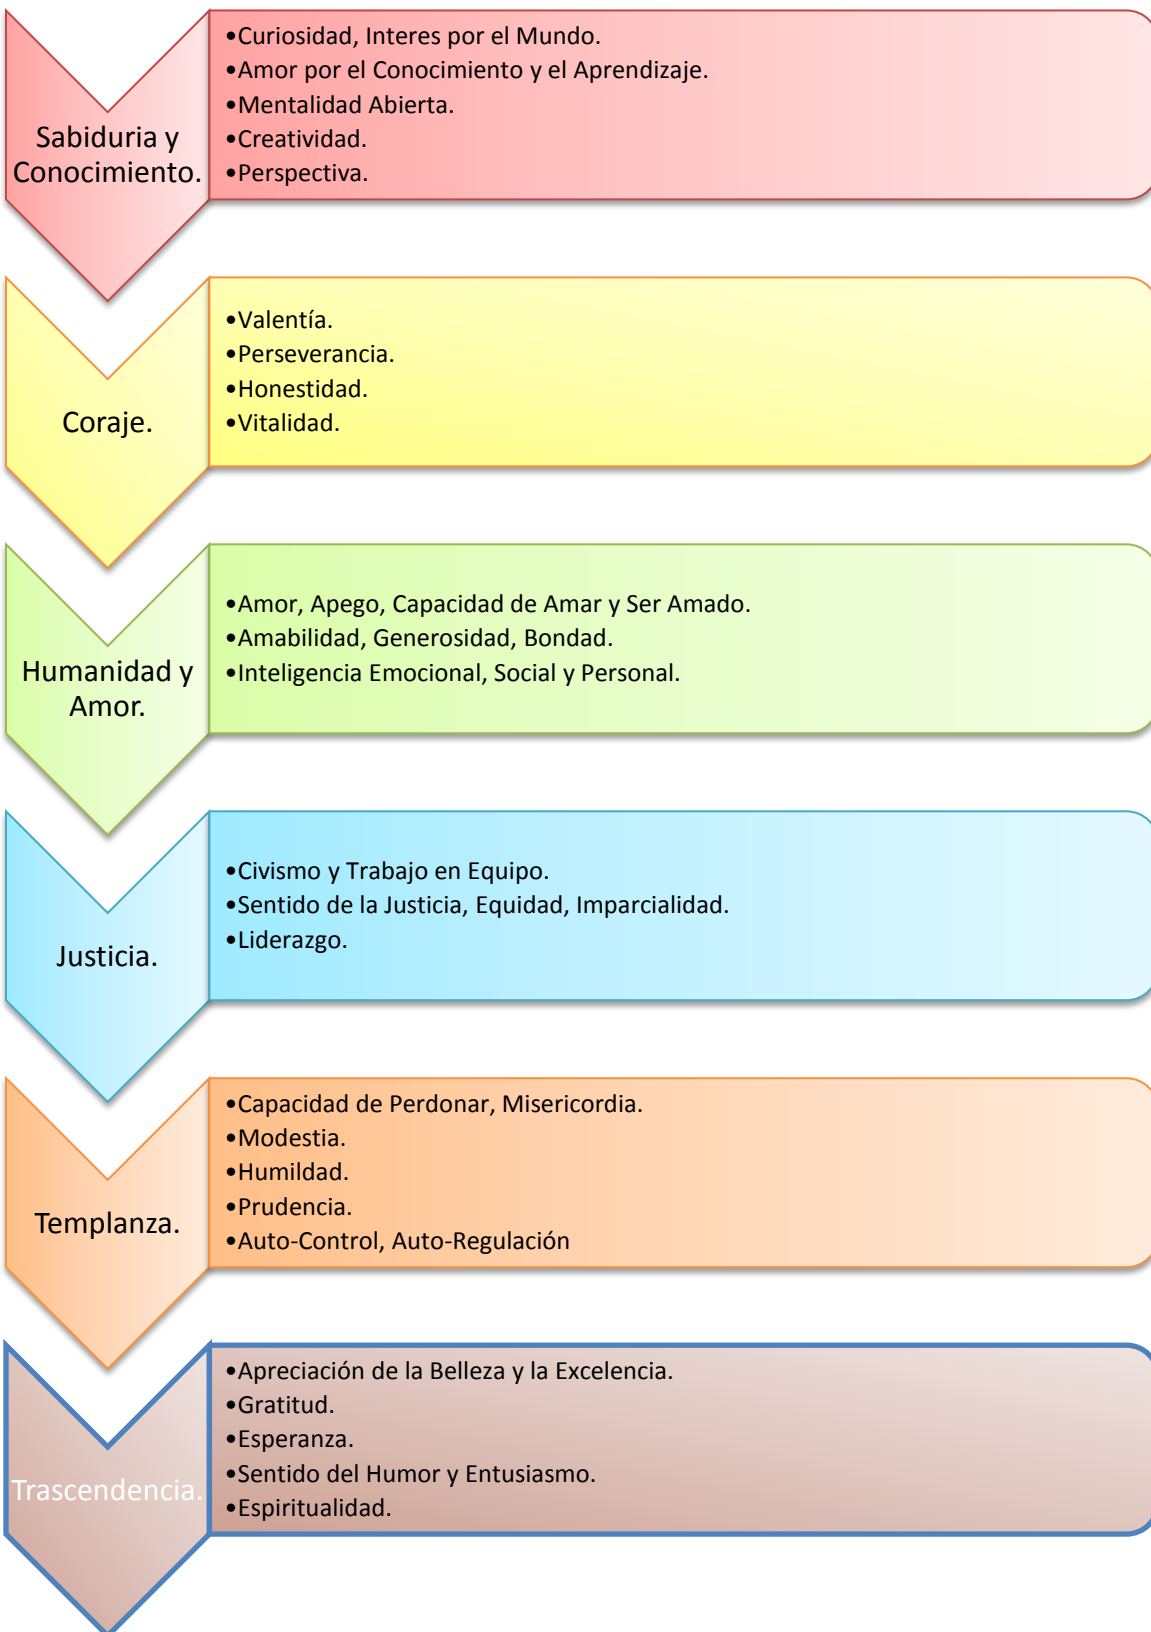 Sabiduria y
Conocimiento.
•Curiosidad, Interes por el Mundo.
•Amor por el Conocimiento y el Aprendizaje.
•Mentalidad Abierta.
•Creatividad.
•Perspectiva.
Coraje.
•Valentía.
•Perseverancia.
•Honestidad.
•Vitalidad.
Humanidad y
Amor.
•Amor, Apego, Capacidad de Amar y Ser Amado.
•Amabilidad, Generosidad, Bondad.
•Inteligencia Emocional, Social y Personal.
Justicia.
•Civismo y Trabajo en Equipo.
•Sentido de la Justicia, Equidad, Imparcialidad.
•Liderazgo.
Templanza.
•Capacidad de Perdonar, Misericordia.
•Modestia.
•Humildad.
•Prudencia.
•Auto-Control, Auto-Regulación
Trascendencia.
•Apreciación de la Belleza y la Excelencia.
•Gratitud.
•Esperanza.
•Sentido del Humor y Entusiasmo.
•Espiritualidad.